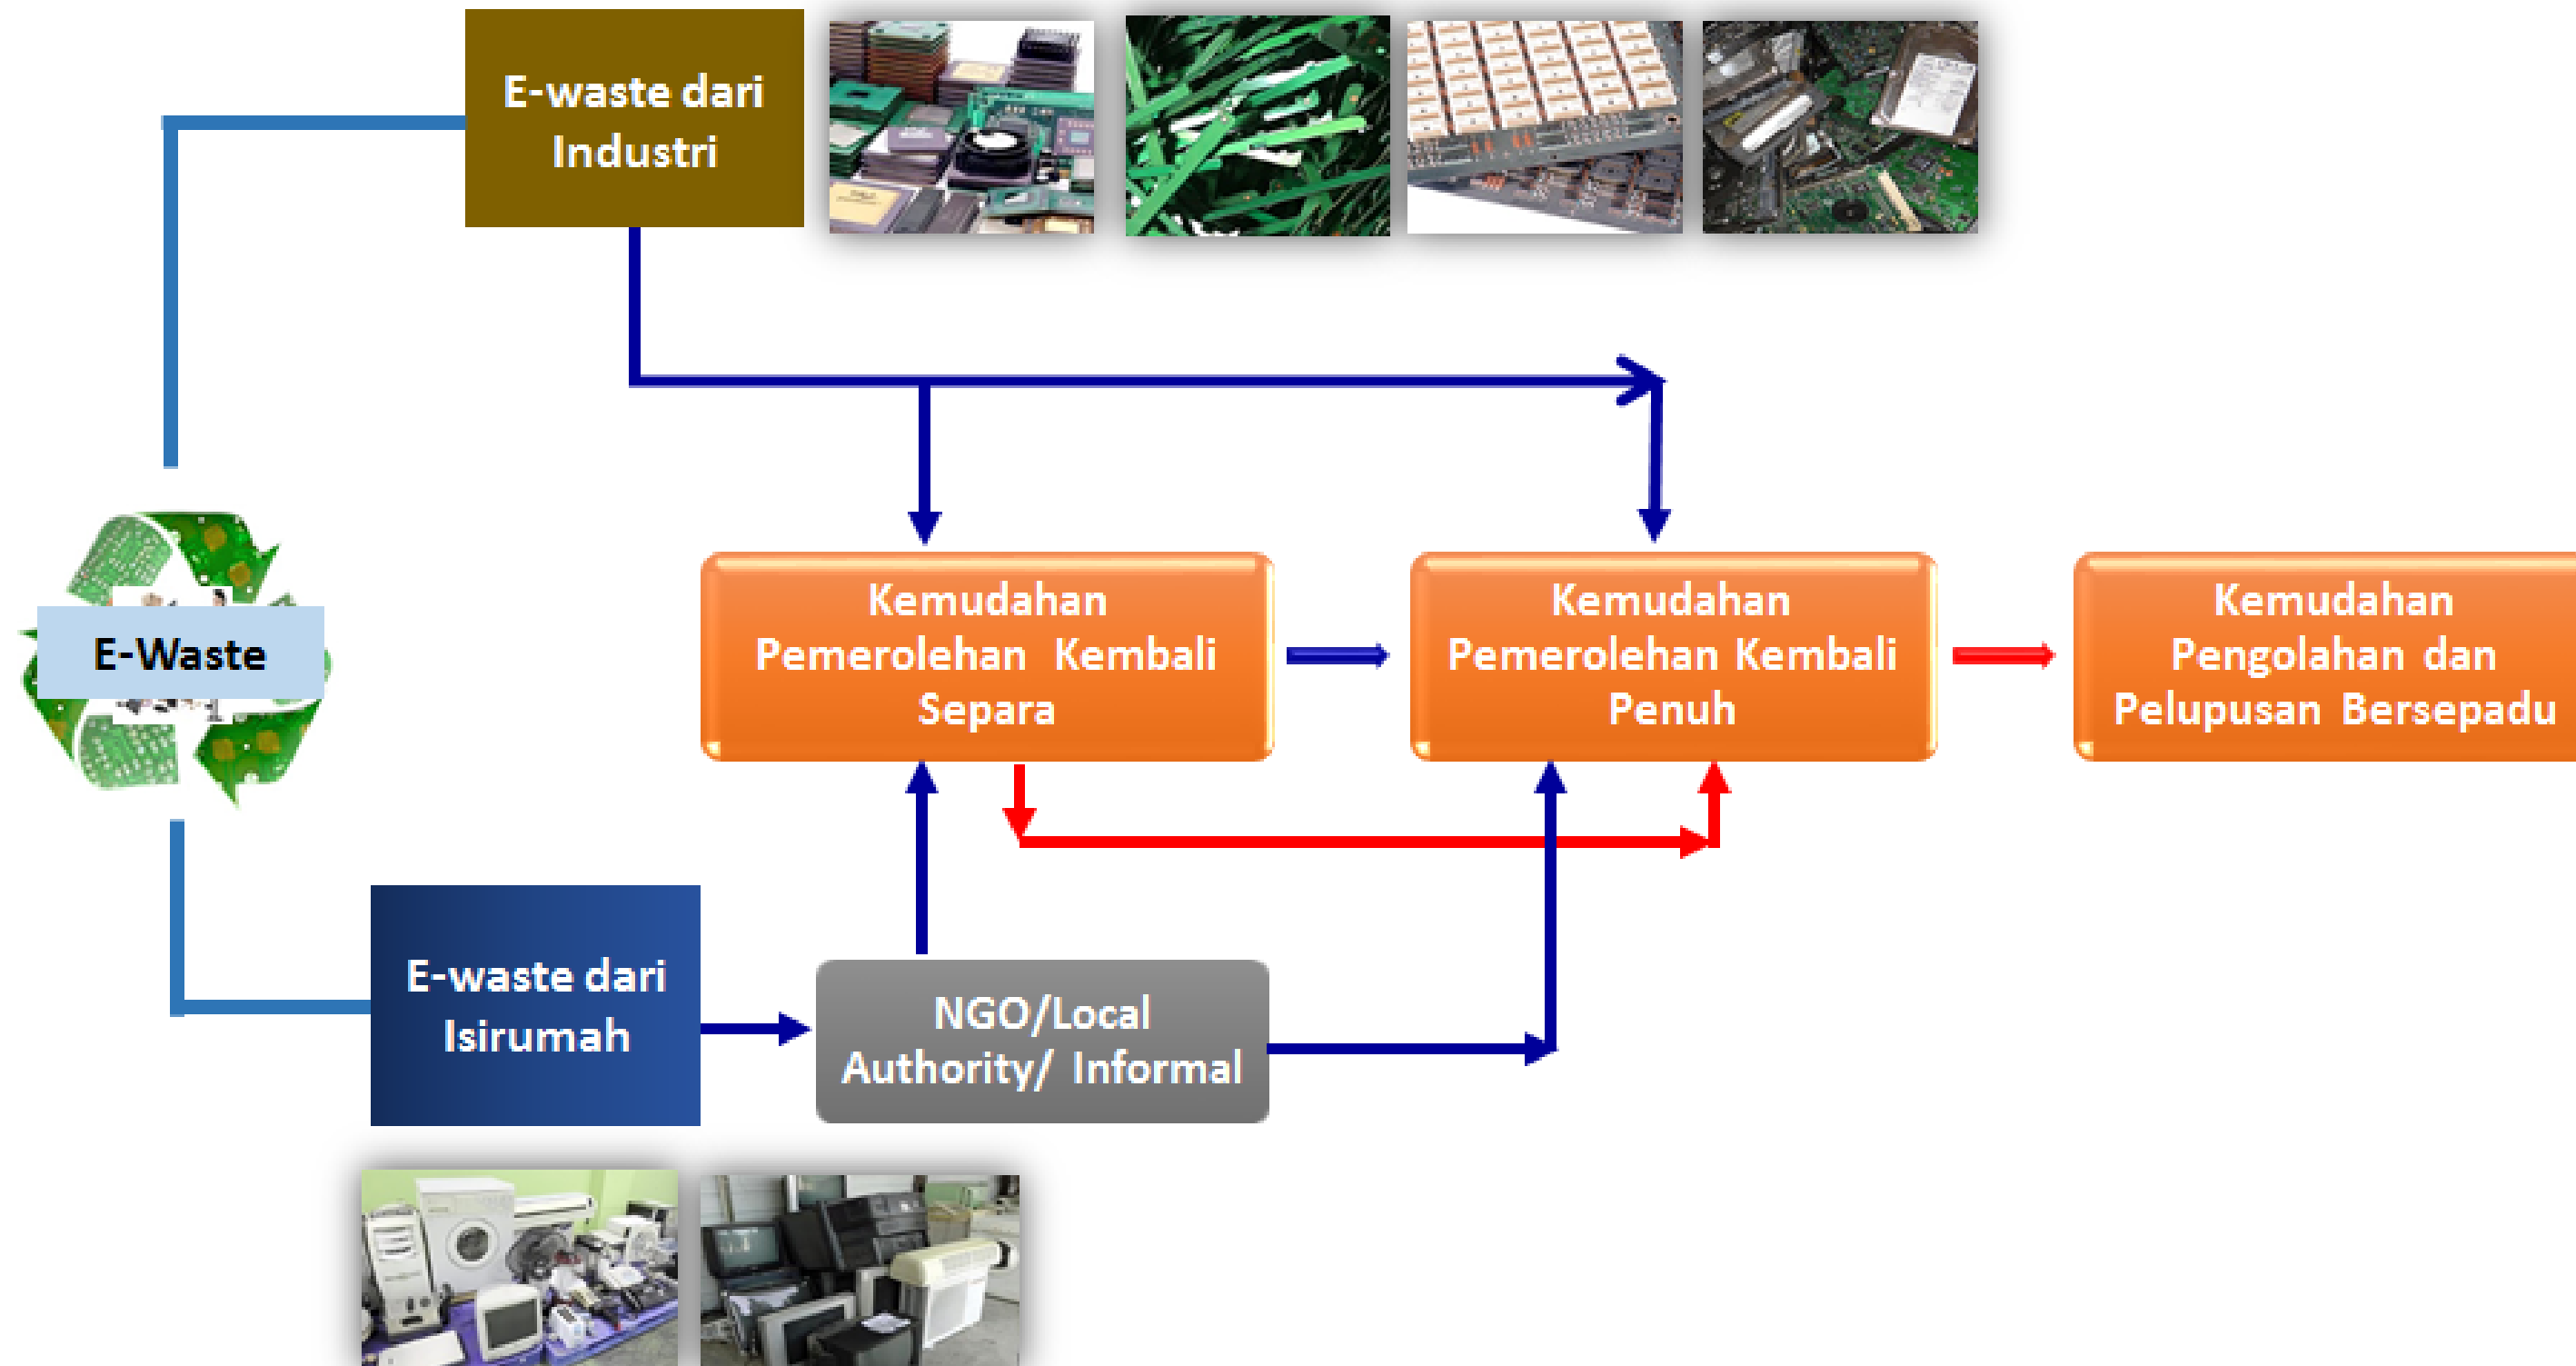 E-waste dari
Industri
E-Waste
Kemudahan
Pemerolehan Kembali
Separa
Kemudahan
Pemerolehan Kembali
Penuh
Kemudahan
Pengolahan dan
Pelupusan Bersepadu
E-waste dari
Isirumah
NGO/Local
Authority/ Informal